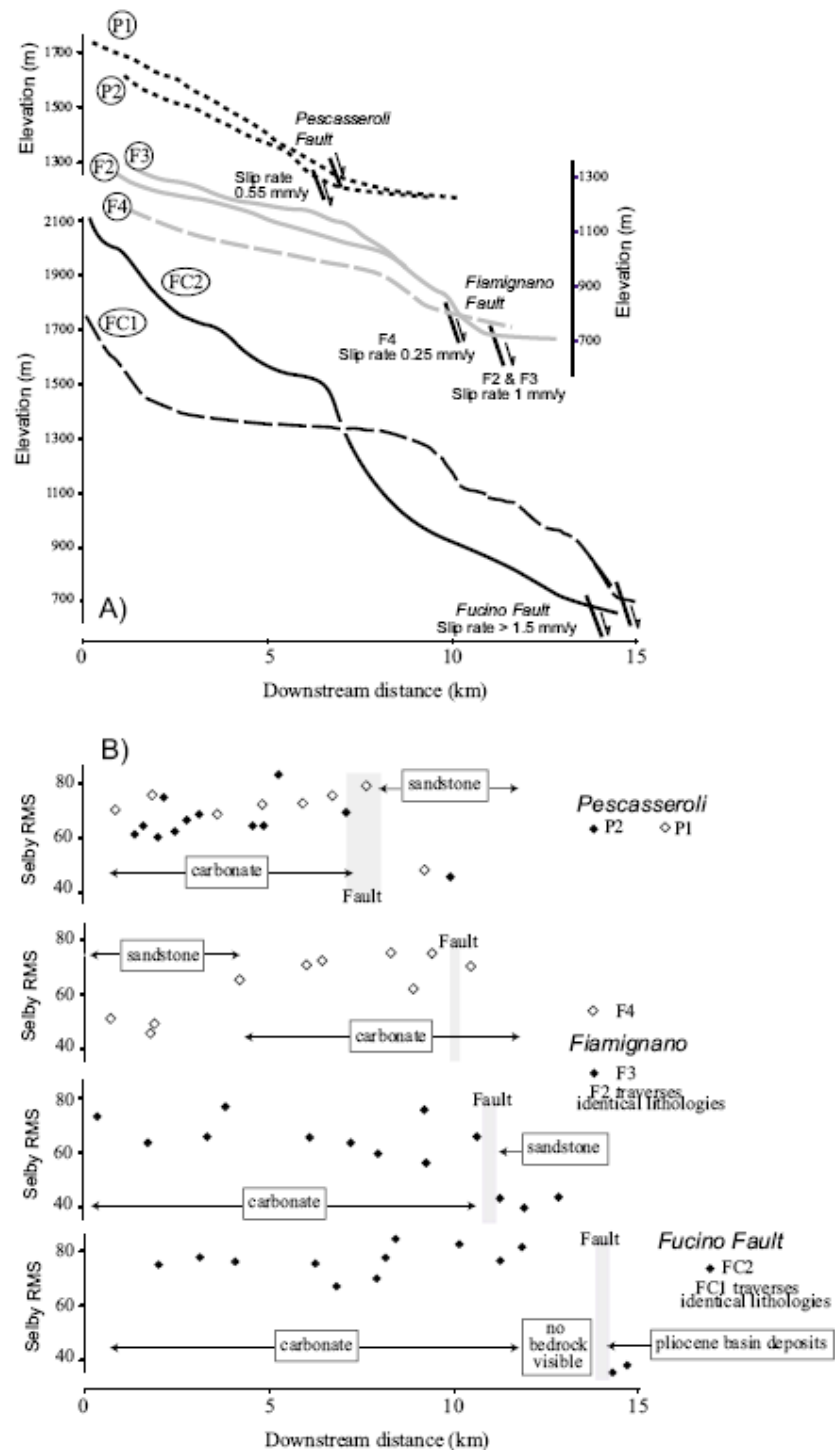 P1
1700
P2
1500
Elevation (m)
Pescasseroli
Fault
F3
F2
1300
Slip rate
0.55 mm/y
1300
F4
2100
1100
Elevation (m)
1900
FC2
Fiamignano
Fault
900
FC1
1700
F4
Slip rate 0.25 mm/y
700
F2 & F3
Slip rate 1 mm/y
Elevation (m)
1500
1300
1100
900
700
A)
Fucino Fault
Slip rate > 1.5 mm/y
0
5
10
15
Downstream distance (km)
B)
80
60
40
Selby RMS
sandstone
carbonate
Fault
Pescasseroli
P2
P1
80
60
40
Selby RMS
sandstone
Fault
carbonate
F4
Fiamignano
F3
F2 traverses
identical lithologies
80
60
40
Selby RMS
Fault
sandstone
carbonate
80
60
40
Selby RMS
Fault
Fucino Fault
FC2
FC1 traverses
identical lithologies
carbonate
no
bedrock
visible
pliocene basin deposits
0
5
10
15
Downstream distance (km)